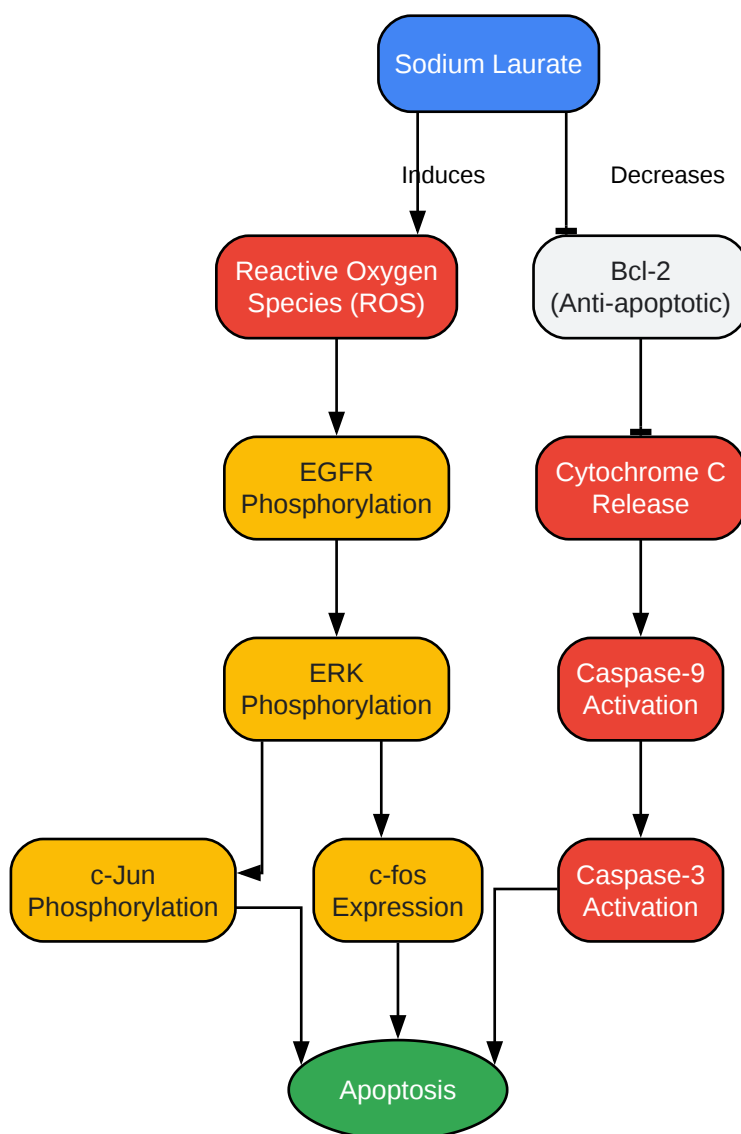 Sodium Laurate
Induces
Decreases
Reactive Oxygen
Species (ROS)
Bcl-2
(Anti-apoptotic)
EGFR
Phosphorylation
Cytochrome C
Release
ERK
Phosphorylation
Caspase-9
Activation
c-Jun
Phosphorylation
c-fos
Expression
Caspase-3
Activation
Apoptosis